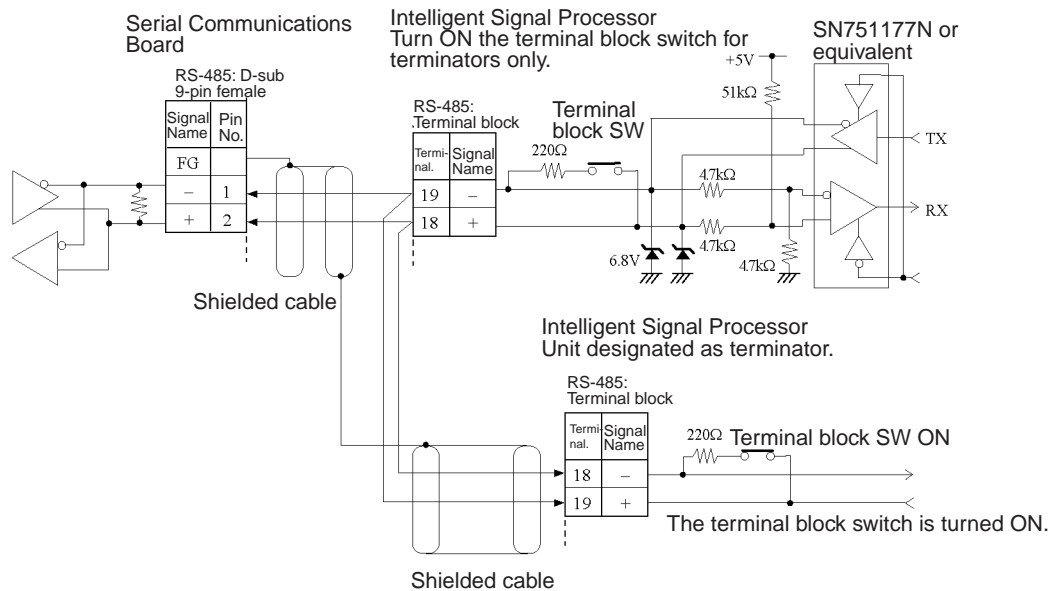 Serial Communications
Board
RS-485: D-sub
9-pin female
Signal
Name
Pin
No.
FG
–
1
+
2
Shielded cable
Intelligent Signal Processor
Turn ON the terminal block switch for
terminators only.
RS-485:
Terminal block
Termi-
nal.
Signal
Name
19
–
18
+
Terminal
block SW
220Ω
+5V
51kΩ
4.7kΩ
4.7kΩ
4.7kΩ
6.8V
SN751177N or
equivalent
TX
RX
Intelligent Signal Processor
Unit designated as terminator.
RS-485:
Terminal block
Termi-
nal.
Signal
Name
18
–
19
+
220Ω
Terminal block SW ON
The terminal block switch is turned ON.
Shielded cable